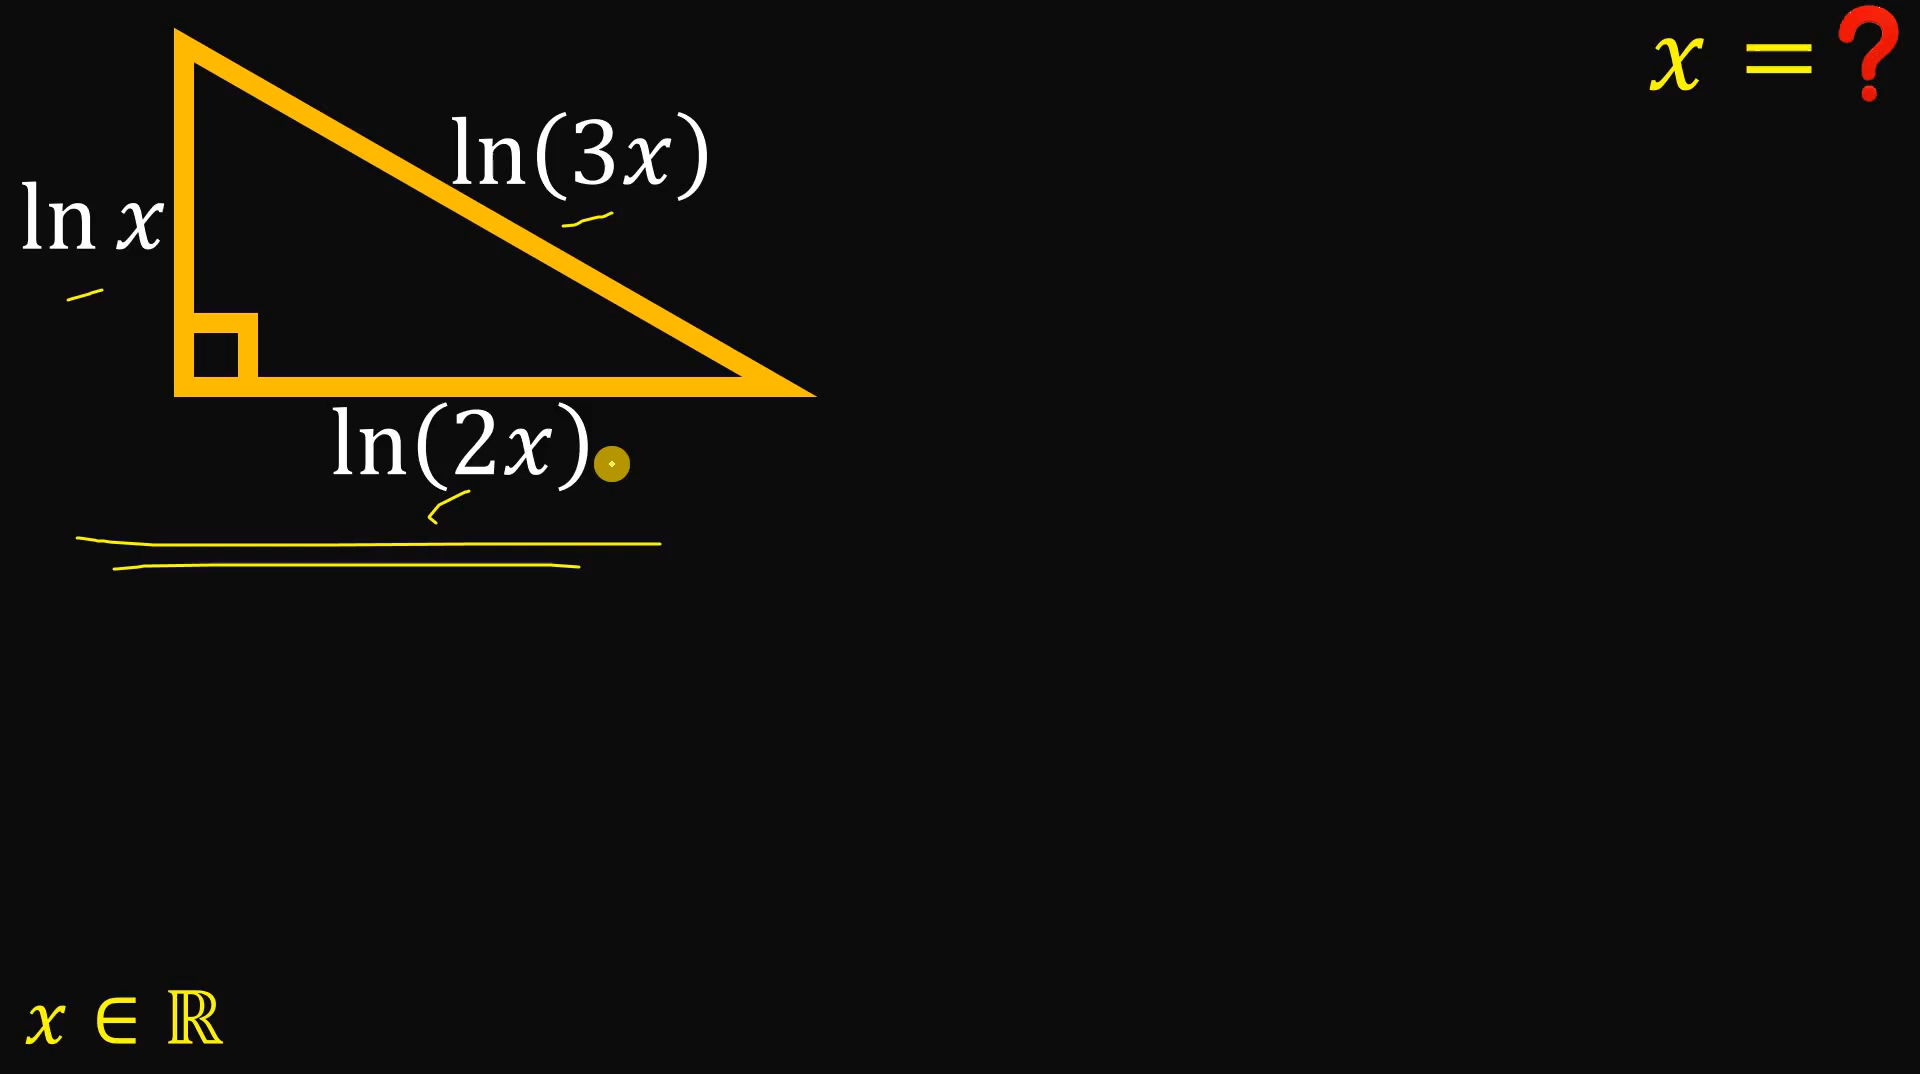 x = ❓
ln(3x)
ln x
ln(2x)
x ∈ ℝ